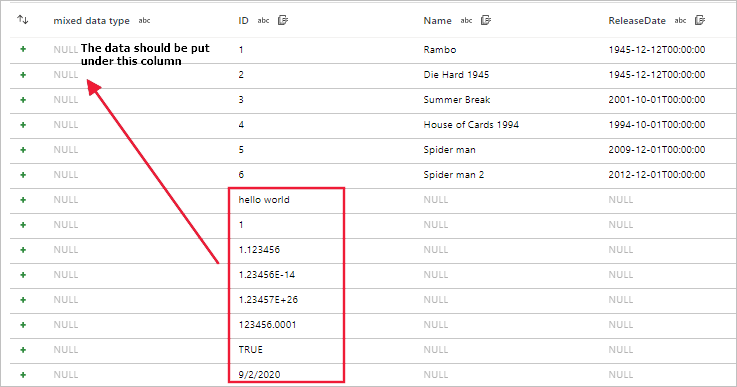 mixed data type abc ID abc Name abc ReleaseDate abc
NULL The data should be put under this column 1 Rambo 1945-12-12T00:00:00
NULL 2 Die Hard 1945 1945-12-12T00:00:00
NULL 3 Summer Break 2001-10-01T00:00:00
NULL 4 House of Cards 1994 1994-10-01T00:00:00
NULL 5 Spider man 2009-12-01T00:00:00
NULL 6 Spider man 2 2012-12-01T00:00:00
NULL hello world NULL NULL
NULL 1 NULL NULL
NULL 1.123456 NULL NULL
NULL 1.23456E-14 NULL NULL
NULL 1.23457E+26 NULL NULL
NULL 123456.0001 NULL NULL
NULL TRUE NULL NULL
NULL 9/2/2020 NULL NULL